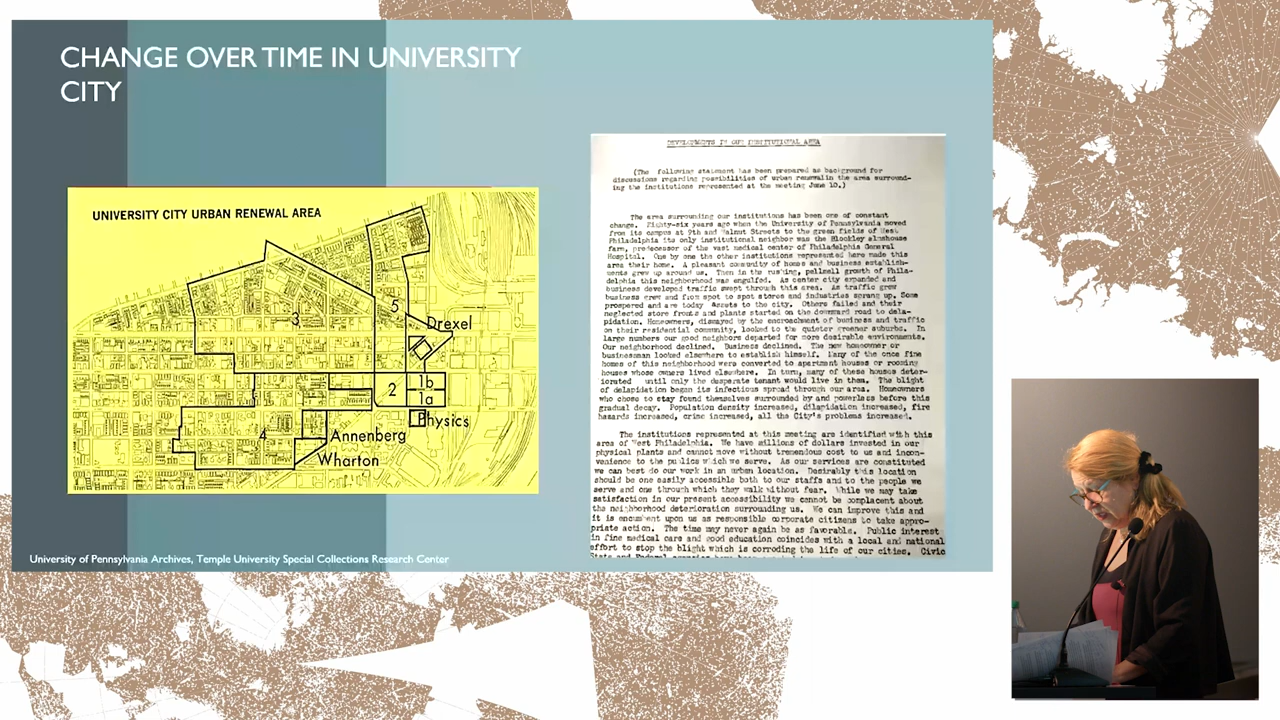 CHANGE OVER TIME IN UNIVERSITY
CITY
UNIVERSITY CITY URBAN RENEWAL AREA
5
3
Drexel
2
1b
1a
Physics
4
Annenberg
Wharton
DEVELOPMENTS IN OUR INSTITUTIONAL AREA
(The following statement has been prepared as background for
discussions regarding possibilities of urban renewalin the area surround-
ing the institutions represented at the meeting June 10.)
The area surrounding our institutions has been one of constant
change. Eighty-six years ago when the University of Pennsylvania moved
from its campus at 9th and Walnut Streets to the green fields of West
Philadelphia its only institutional neighbor was the Blockley almshouse
farm, predecessor of the vast medical center of Philadelphia General
Hospital. One by one the other institutions represented here made this
area their home. A pleasant community of homes and business establish-
ments grew up around us. Then in the rushing, pellmell growth of Phila-
delphia this neighborhood was engulfed. As center city expanded and
business developed traffic swept through this area. As traffic grew
business grew and from spot to spot stores and industries sprang up. Some
prospered and are today assets to the city. Others failed and their
neglected store fronts and plants started on the downward road to dela-
pidation. Homeowners, dismayed by the encroachment of business and traffic
on their residential community, looked to the quieter greener suburbs. In
large numbers our good neighbors departed for more desirable environments.
Our neighborhood declined. Business declined. The new homeowner or
businessman looked elsewhere to establish himself. Many of the once fine
homes of this neighborhood were converted to apartment houses or rooming
houses whose owners lived elsewhere. In turn, many of these houses deter-
iorated until only the desperate tenant would live in them. The blight
of delapidation began its infectious spread through our area. Homeowners
who chose to stay found themselves surrounded by and powerless before this
gradual decay. Population density increased, dilapidation increased, fire
hazards increased, crime increased, all the City's problems increased.
The institutions represented at this meeting are identified with this
area of West Philadelphia. We have millions of dollars invested in our
physical plants and cannot move without tremendous cost to us and incon-
venience to the publics which we serve. As our services are constituted
we can best do our work in an urban location. Desirably this location
should be one easily accessible both to our staffs and to the people we
serve and one through which they walk without fear. While we may take
satisfaction in our present accessibility we cannot be complacent about
the neighborhood deterioration surrounding us. We can improve this and
it is encumbent upon us as responsible corporate citizens to take appro-
priate action. The time may never again be as favorable. Public interest
in fine medical care and good education coincides with a local and national
effort to stop the blight which is corroding the life of our cities. Civic
State and Federal
University of Pennsylvania Archives, Temple University Special Collections Research Center